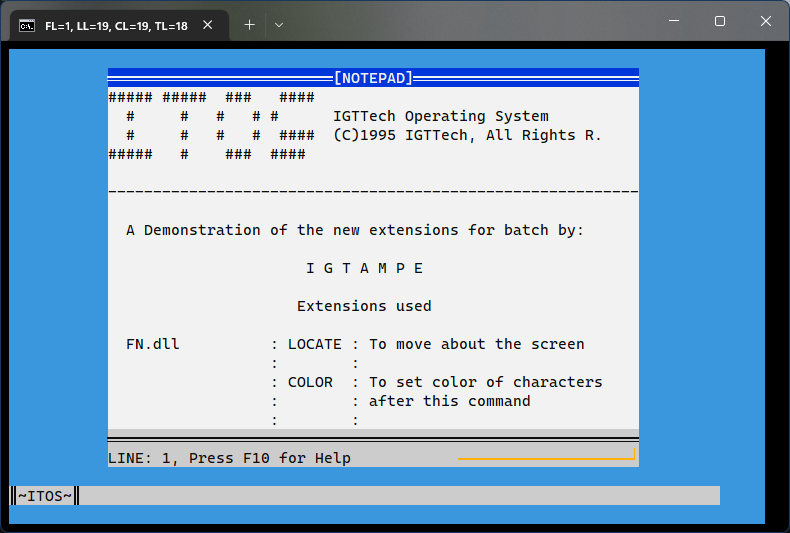 FL=1, LL=19, CL=19, TL=18
[NOTEPAD]
##### #####  ###   ####
  #     #   #   # #      IGTTech Operating System
  #     #   #   #  ####  (C)1995 IGTTech, All Rights R.
#####   #    ###  ####
-----------------------------------------------------------
A Demonstration of the new extensions for batch by:
I G T A M P E
Extensions used
FN.dll          : LOCATE : To move about the screen
                :        :
                : COLOR  : To set color of characters
                :        : after this command
                :        :
LINE: 1, Press F10 for Help
~ITOS~